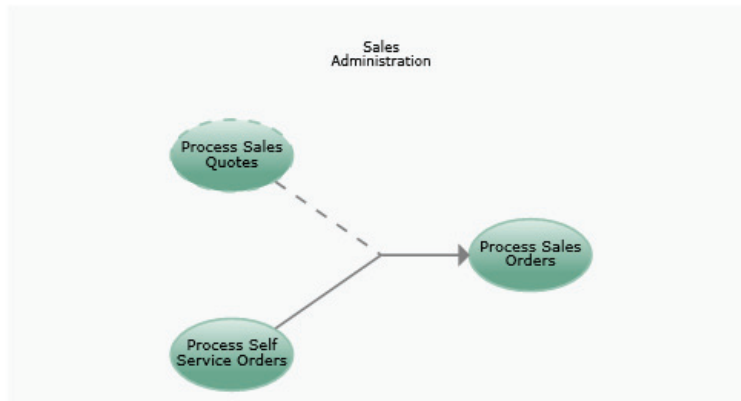 Sales
Administration
Process Sales
Quotes
Process Sales
Orders
Process Self
Service Orders